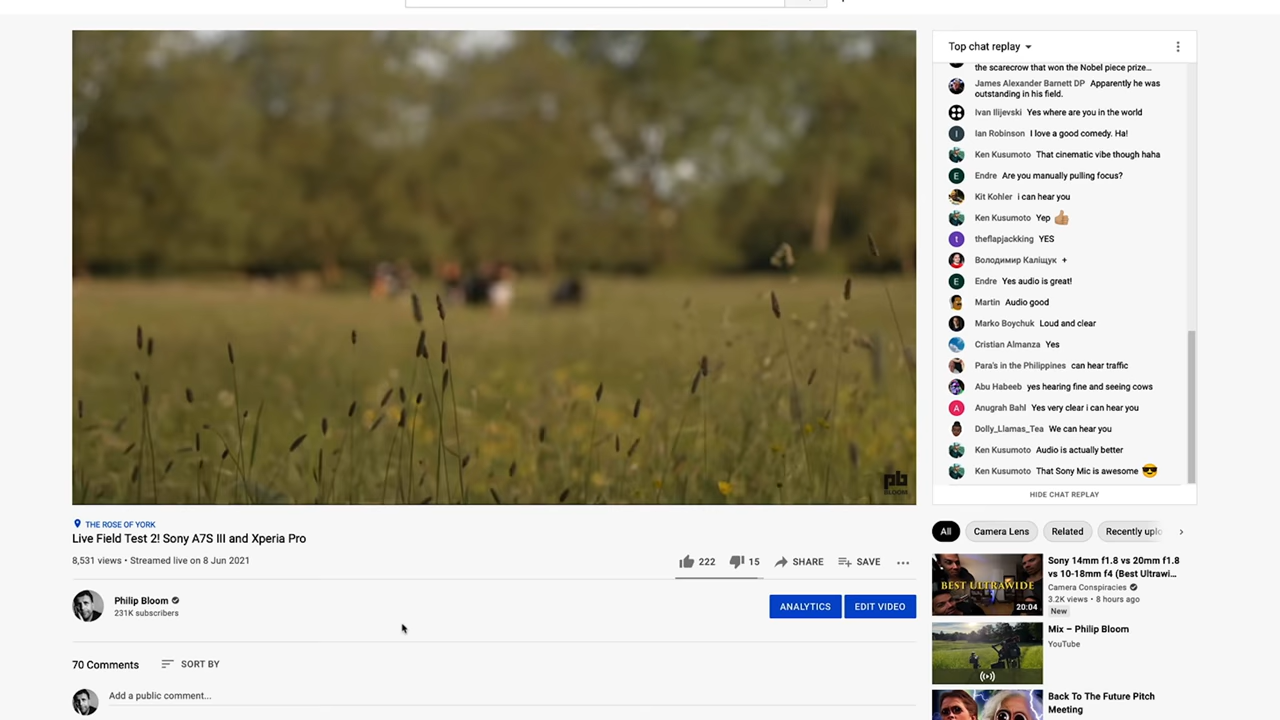 Top chat replay
the scarecrow that won the Nobel piece prize...
James Alexander Barnett DP Apparently he was
outstanding in his field.
Ivan Ilijevski Yes where are you in the world
I
Ian Robinson I love a good comedy. Ha!
Ken Kusumoto That cinematic vibe though haha
E
Endre Are you manually pulling focus?
Kit Kohler i can hear you
Ken Kusumoto Yep 👍🏽
t
theflapjackking YES
Володимир Каліщук +
E
Endre Yes audio is great!
Martin Audio good
Marko Boychuk Loud and clear
Cristian Almanza Yes
Para's in the Philippines can hear traffic
Abu Habeeb yes hearing fine and seeing cows
A
Anugrah Bahl Yes very clear i can hear you
Dolly_Llamas_Tea We can hear you
Ken Kusumoto Audio is actually better
Ken Kusumoto That Sony Mic is awesome 😎
HIDE CHAT REPLAY
pb
BLOOM
THE ROSE OF YORK
Live Field Test 2! Sony A7S III and Xperia Pro
8,531 views • Streamed live on 8 Jun 2021
222
15
SHARE
SAVE
...
Philip Bloom
231K subscribers
ANALYTICS
EDIT VIDEO
70 Comments
SORT BY
Add a public comment...
All
Camera Lens
Related
Recently uplo
BEST ULTRAWIDE
20:04
Sony 14mm f1.8 vs 20mm f1.8
vs 10-18mm f4 (Best Ultrawi...
Camera Conspiracies
3.2K views • 8 hours ago
New
Mix – Philip Bloom
YouTube
Back To The Future Pitch
Meeting